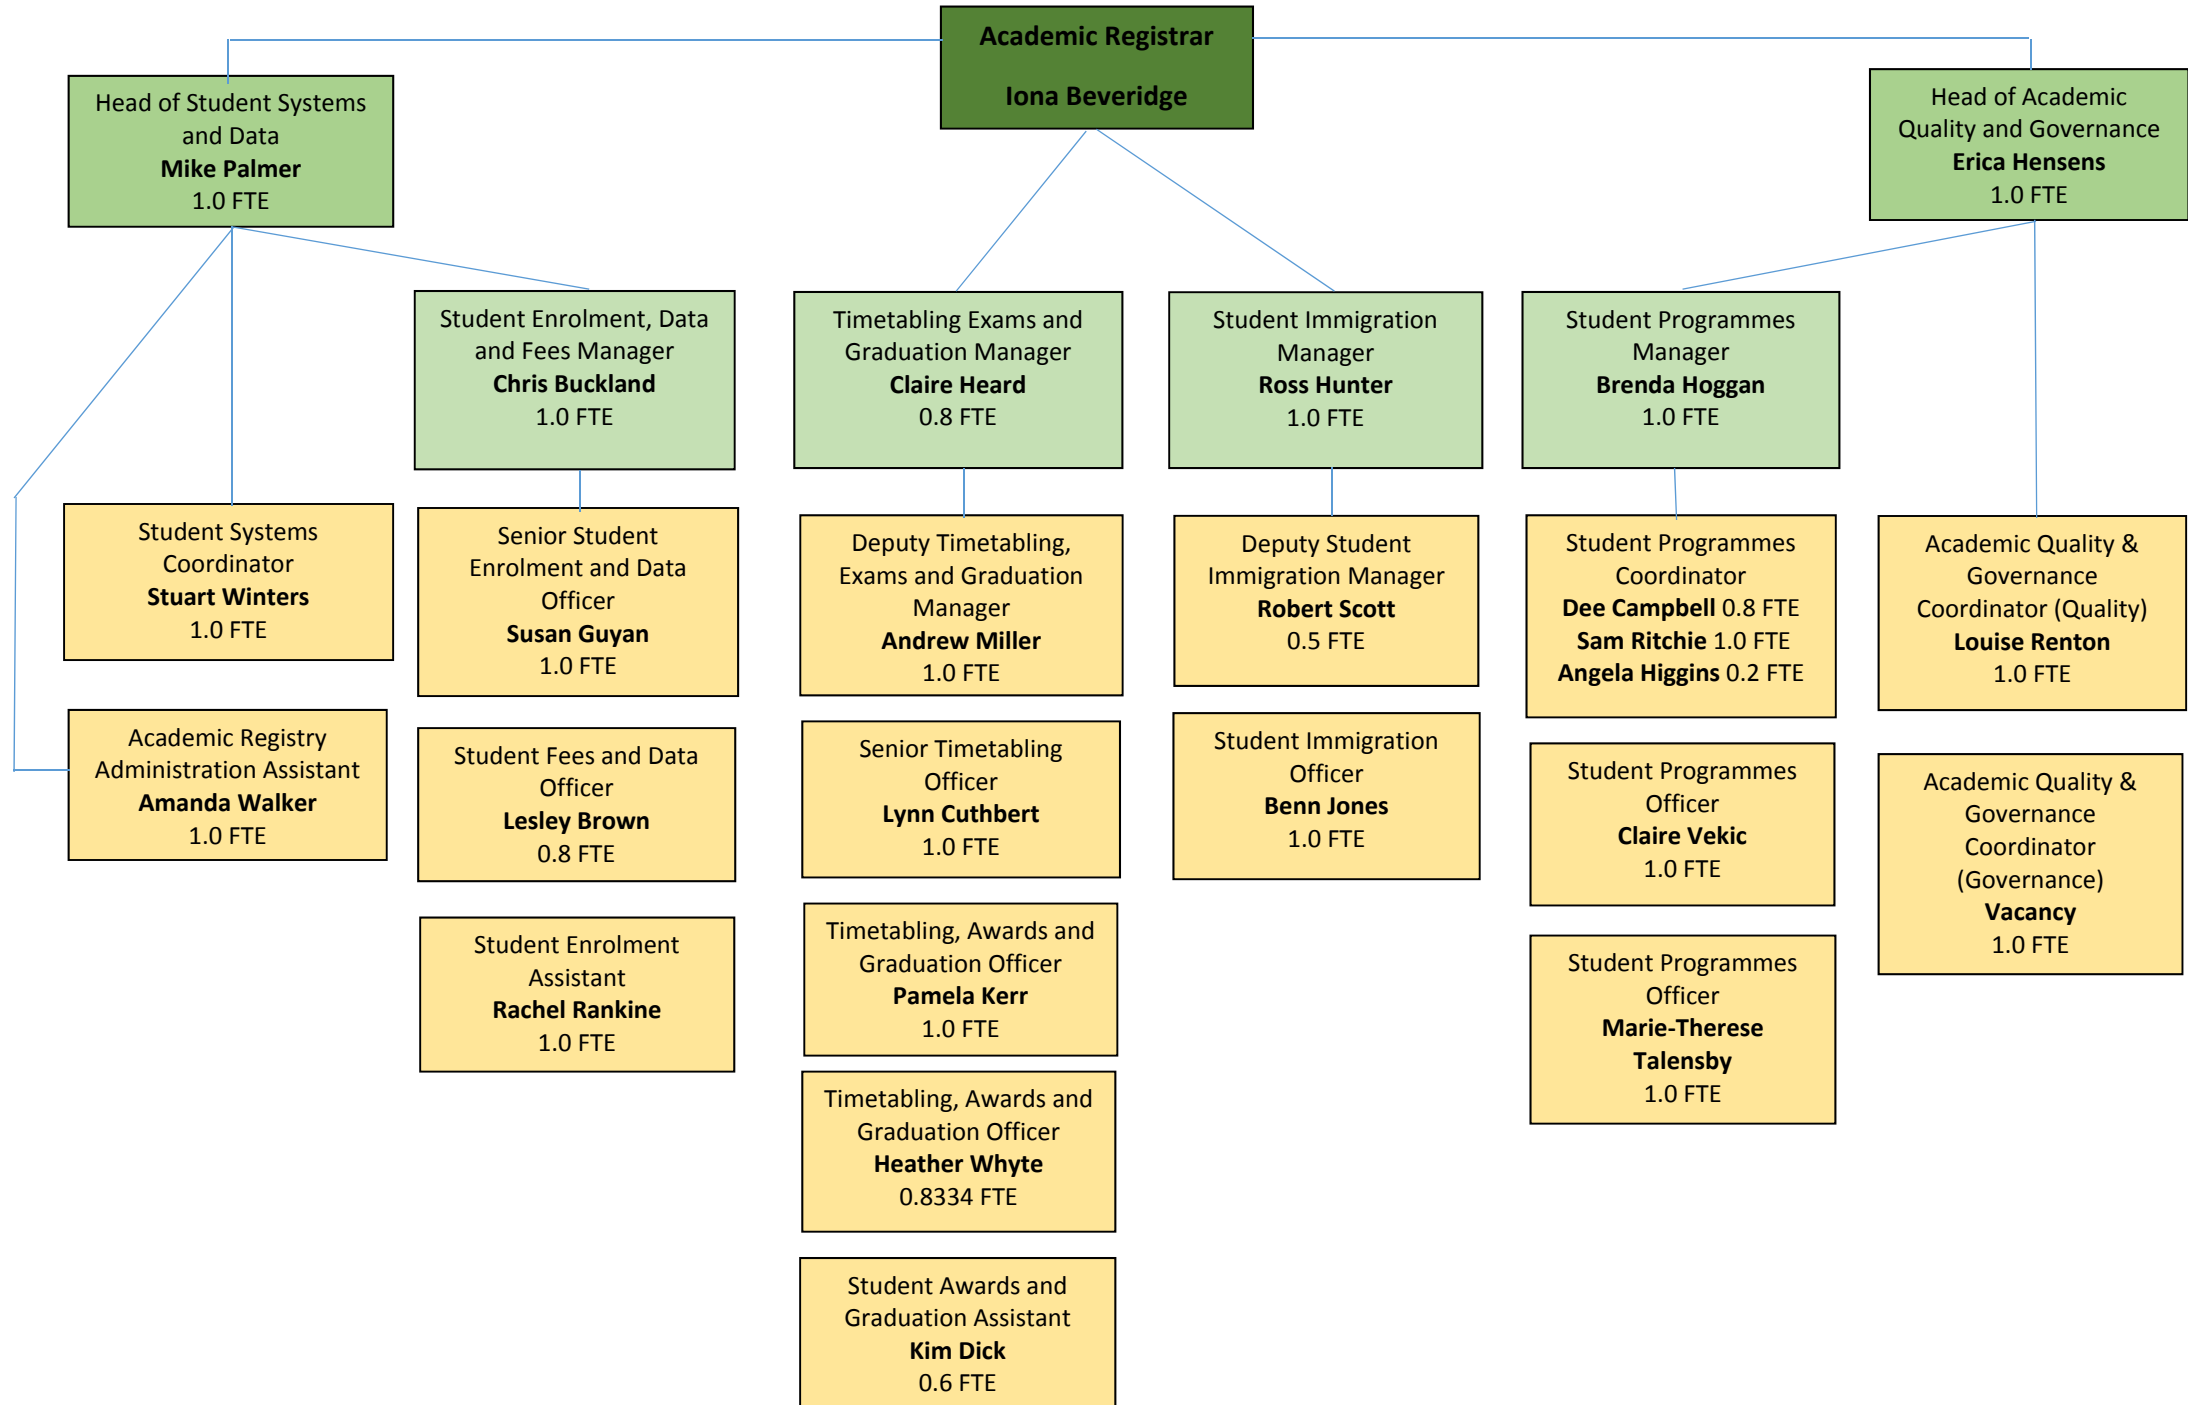 Academic Registrar
Iona Beveridge
Head of Student Systems
and Data
Mike Palmer
1.0 FTE
Head of Academic
Quality and Governance
Erica Hensens
1.0 FTE
Student Enrolment, Data
and Fees Manager
Chris Buckland
1.0 FTE
Timetabling Exams and
Graduation Manager
Claire Heard
0.8 FTE
Student Immigration
Manager
Ross Hunter
1.0 FTE
Student Programmes
Manager
Brenda Hoggan
1.0 FTE
Student Systems
Coordinator
Stuart Winters
1.0 FTE
Academic Registry
Administration Assistant
Amanda Walker
1.0 FTE
Senior Student
Enrolment and Data
Officer
Susan Guyan
1.0 FTE
Student Fees and Data
Officer
Lesley Brown
0.8 FTE
Student Enrolment
Assistant
Rachel Rankine
1.0 FTE
Deputy Timetabling,
Exams and Graduation
Manager
Andrew Miller
1.0 FTE
Senior Timetabling
Officer
Lynn Cuthbert
1.0 FTE
Timetabling, Awards and
Graduation Officer
Pamela Kerr
1.0 FTE
Timetabling, Awards and
Graduation Officer
Heather Whyte
0.8334 FTE
Student Awards and
Graduation Assistant
Kim Dick
0.6 FTE
Deputy Student
Immigration Manager
Robert Scott
0.5 FTE
Student Immigration
Officer
Benn Jones
1.0 FTE
Student Programmes
Coordinator
Dee Campbell 0.8 FTE
Sam Ritchie 1.0 FTE
Angela Higgins 0.2 FTE
Student Programmes
Officer
Claire Vekic
1.0 FTE
Student Programmes
Officer
Marie-Therese
Talensby
1.0 FTE
Academic Quality &
Governance
Coordinator (Quality)
Louise Renton
1.0 FTE
Academic Quality &
Governance
Coordinator
(Governance)
Vacancy
1.0 FTE